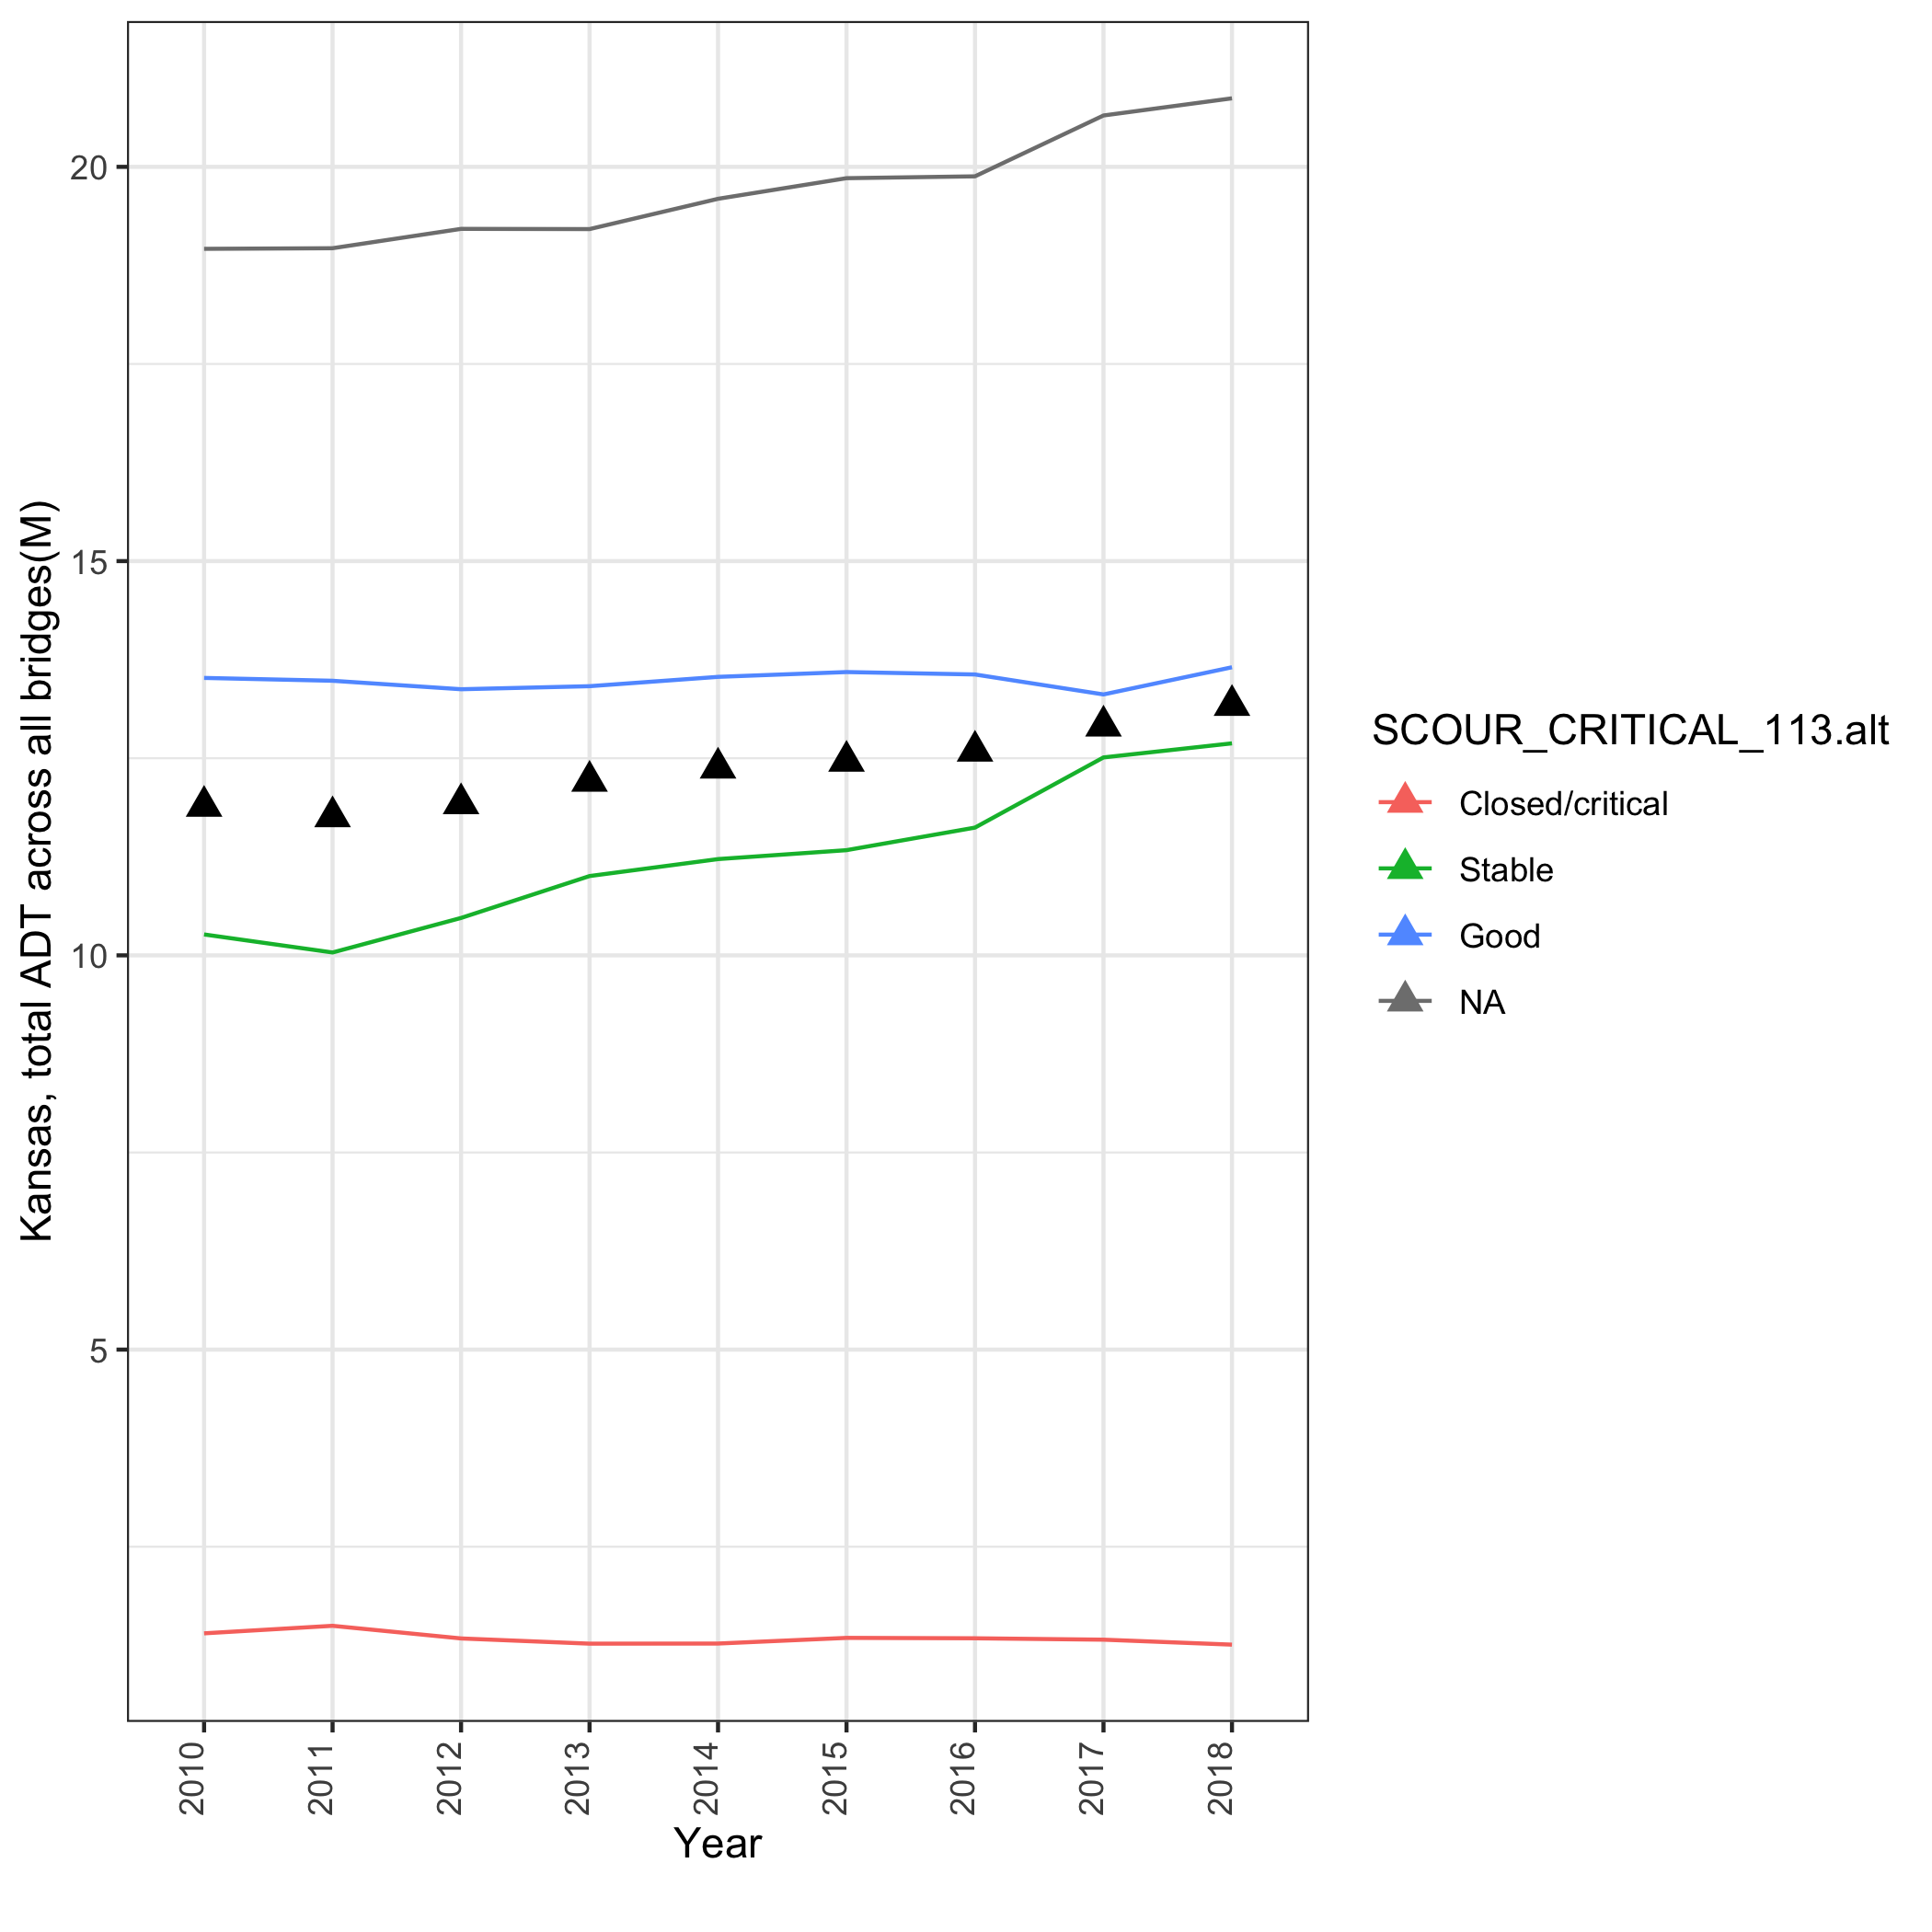 Kansas, total ADT across all bridges(M)
20
15
10
5
2010
2011
2012
2013
2014
2015
2016
2017
2018
Year
SCOUR_CRITICAL_113.alt
Closed/critical
Stable
Good
NA